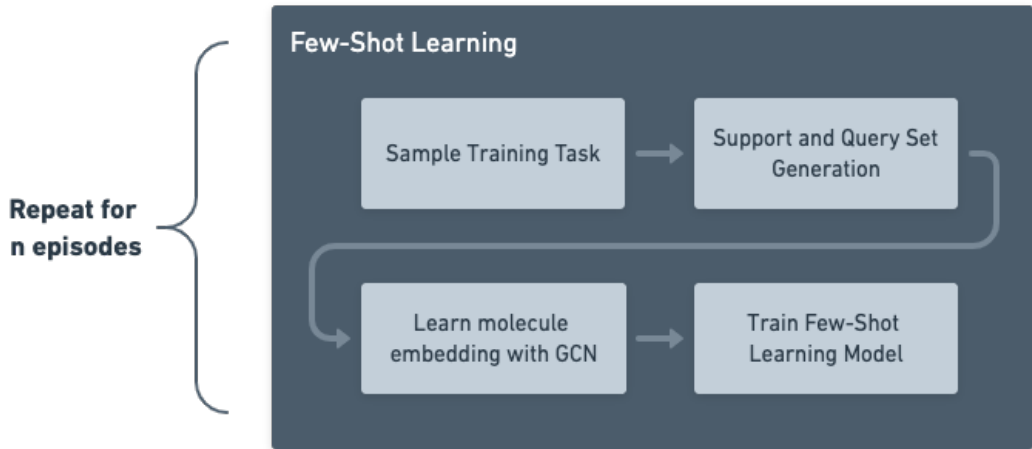 Few-Shot Learning
Sample Training Task
Support and Query Set
Generation
Repeat for
n episodes
Learn molecule
embedding with GCN
Train Few-Shot
Learning Model